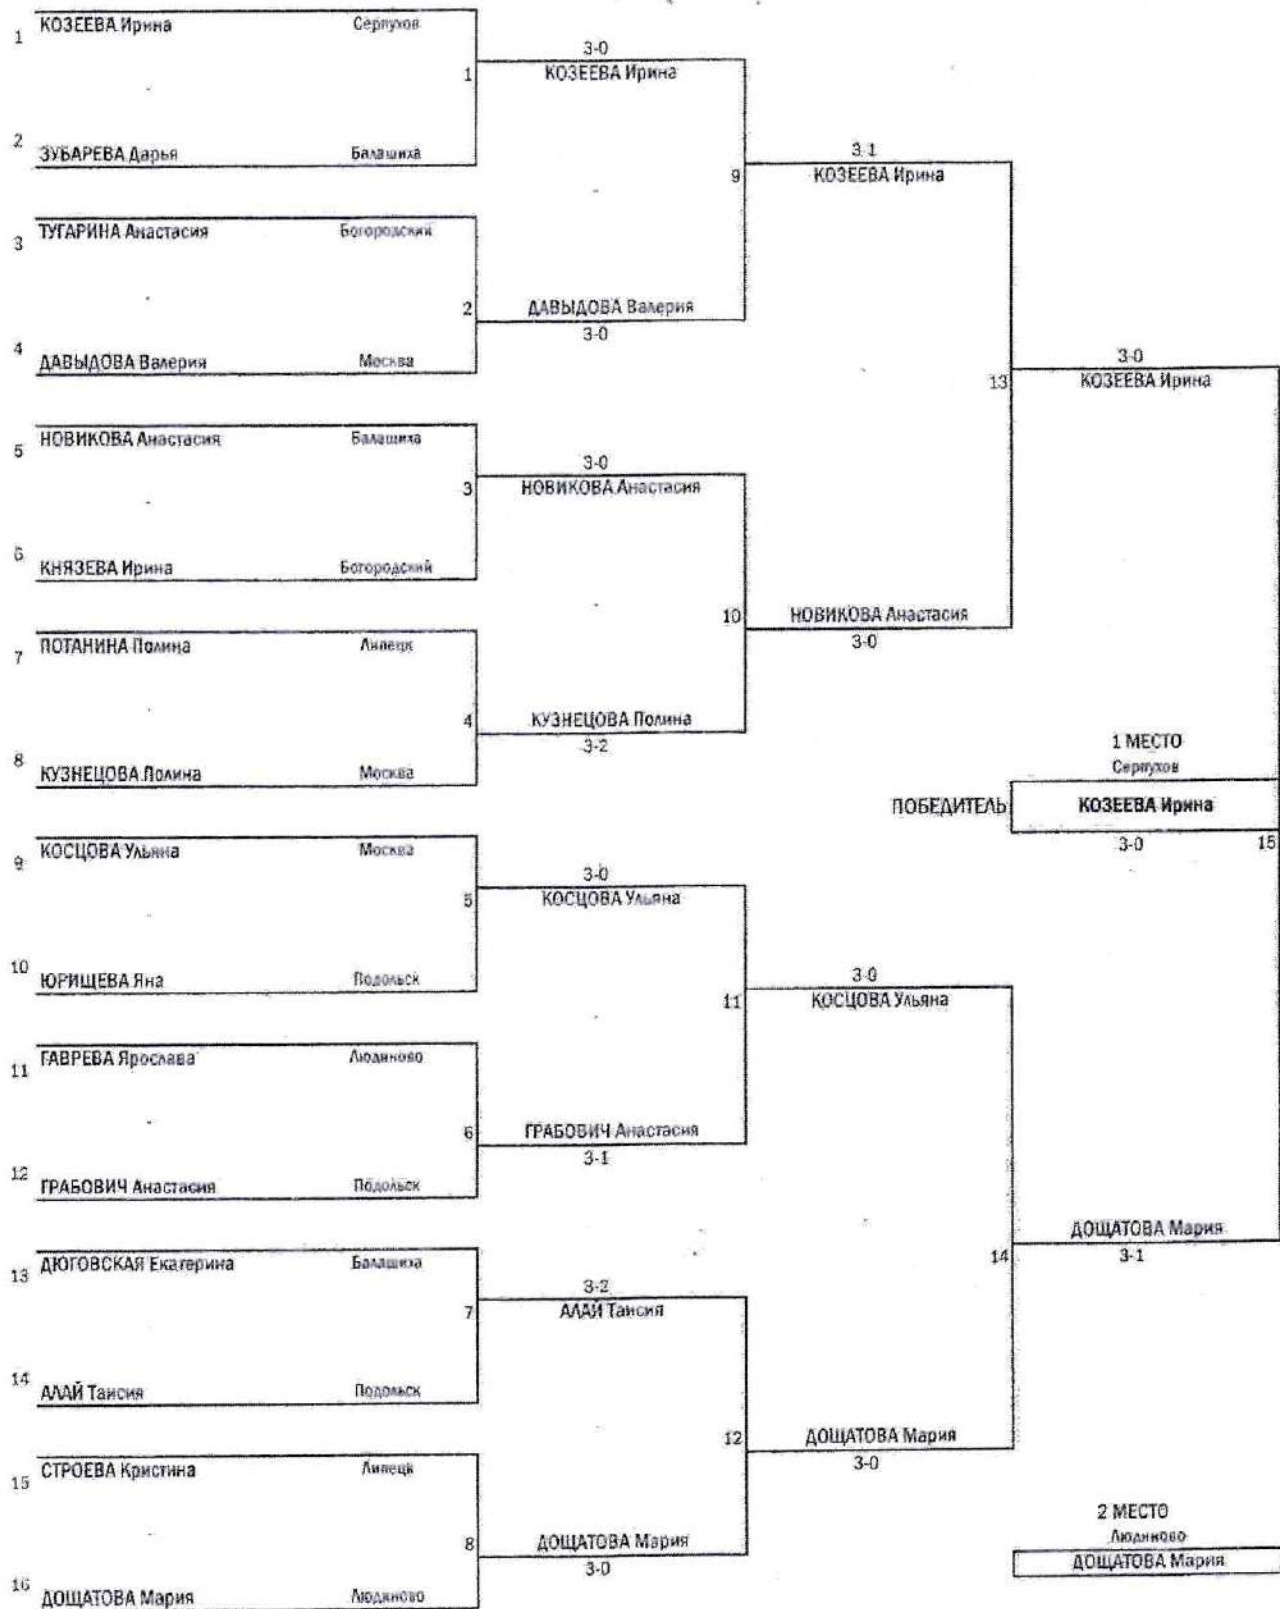 1 КОЗЕЕВА Ирина Серпухов
3-0
1 КОЗЕЕВА Ирина
2 ЗУБАРЕВА Дарья Балашиха
3-1
9 КОЗЕЕВА Ирина
3 ТУГАРИНА Анастасия Богородский
2 ДАВЫДОВА Валерия
3-0
4 ДАВЫДОВА Валерия Москва
3-0
13 КОЗЕЕВА Ирина
5 НОВИКОВА Анастасия Балашиха
3-0
3 НОВИКОВА Анастасия
6 КНЯЗЕВА Ирина Богородский
10 НОВИКОВА Анастасия
3-0
7 ПОТАНИНА Полина Липецк
4 КУЗНЕЦОВА Полина
3-2
8 КУЗНЕЦОВА Полина Москва
1 МЕСТО
Серпухов
ПОБЕДИТЕЛЬ КОЗЕЕВА Ирина
3-0 15
9 КОСЦОВА Ульяна Москва
3-0
5 КОСЦОВА Ульяна
10 ЮРИЩЕВА Яна Подольск
3-0
11 КОСЦОВА Ульяна
11 ГАВРЕВА Ярослава Людиново
6 ГРАБОВИЧ Анастасия
3-1
12 ГРАБОВИЧ Анастасия Подольск
14 ДОЩАТОВА Мария
3-1
13 ДЮГОВСКАЯ Екатерина Балашиха
3-2
7 АЛАЙ Таисия
14 АЛАЙ Таисия Подольск
12 ДОЩАТОВА Мария
3-0
15 СТРОЕВА Кристина Липецк
8 ДОЩАТОВА Мария
3-0
16 ДОЩАТОВА Мария Людиново
2 МЕСТО
Людиново
ДОЩАТОВА Мария